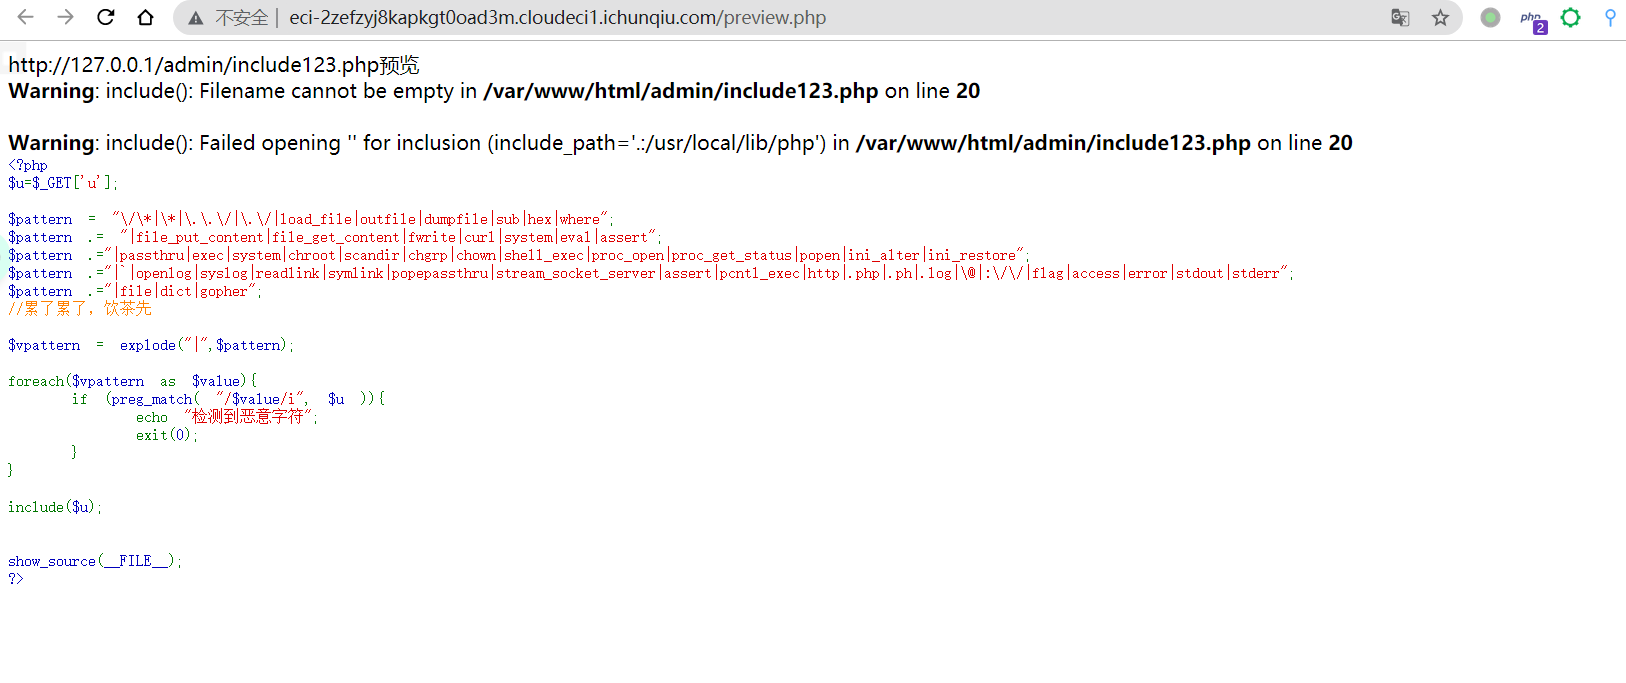 不安全 | eci-2zefzyj8kapkgt0oad3m.cloudeci1.ichunqiu.com/preview.php
php 2
http://127.0.0.1/admin/include123.php预览
Warning: include(): Filename cannot be empty in /var/www/html/admin/include123.php on line 20
Warning: include(): Failed opening '' for inclusion (include_path='.:/usr/local/lib/php') in /var/www/html/admin/include123.php on line 20
<?php
$u=$_GET['u'];
$pattern = "\/\*|\*|\.\.\/|\.\/|load_file|outfile|dumpfile|sub|hex|where";
$pattern .= "|file_put_content|file_get_content|fwrite|curl|system|eval|assert";
$pattern .="|passthru|exec|system|chroot|scandir|chgrp|chown|shell_exec|proc_open|proc_get_status|popen|ini_alter|ini_restore";
$pattern .="|`|openlog|syslog|readlink|symlink|popepassthru|stream_socket_server|assert|pcntl_exec|http|.php|.ph|.log|\@|:\/\/|flag|access|error|stdout|stderr";
$pattern .="|file|dict|gopher";
//累了累了，饮茶先
$vpattern = explode("|",$pattern);
foreach($vpattern as $value){
if (preg_match( "/$value/i", $u )){
echo "检测到恶意字符";
exit(0);
}
}
include($u);
show_source(__FILE__);
?>